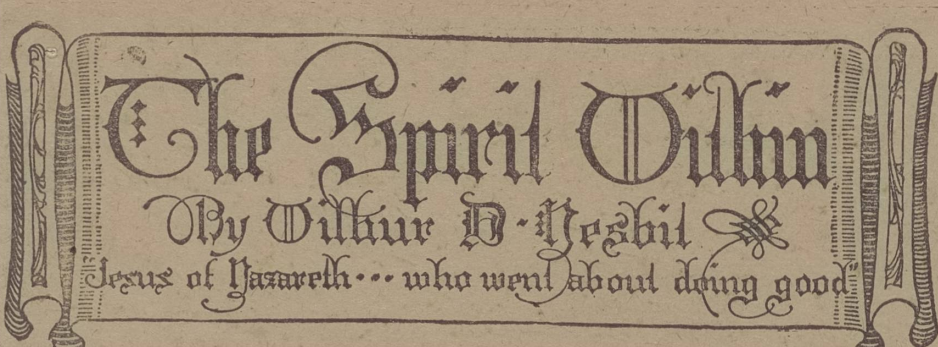 The Spirit Within
By Wilbur D. Nesbit
"Jesus of Nazareth... who went about doing good"